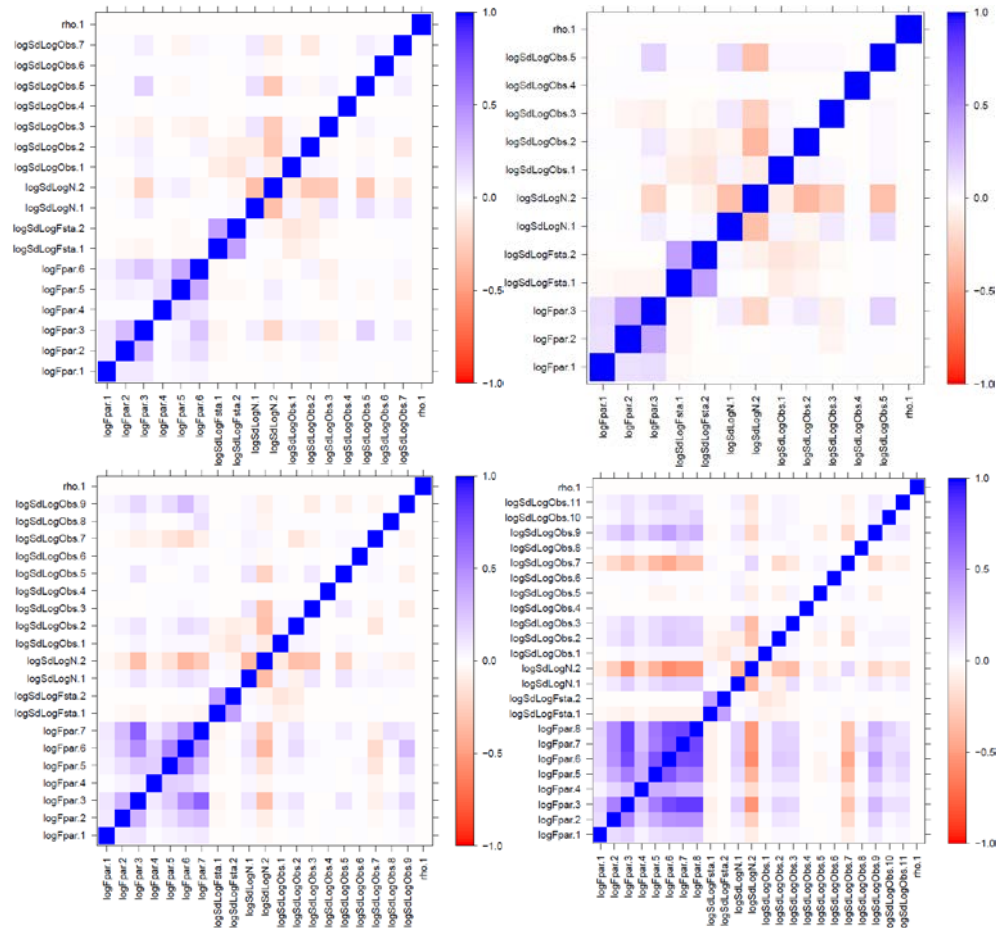 rho.1
logSdLogObs.7
logSdLogObs.6
logSdLogObs.5
logSdLogObs.4
logSdLogObs.3
logSdLogObs.2
logSdLogObs.1
logSdLogN.2
logSdLogN.1
logSdLogFsta.2
logSdLogFsta.1
logFpar.6
logFpar.5
logFpar.4
logFpar.3
logFpar.2
logFpar.1
logFpar.1
logFpar.2
logFpar.3
logFpar.4
logFpar.5
logFpar.6
logSdLogFsta.1
logSdLogFsta.2
logSdLogN.1
logSdLogN.2
logSdLogObs.1
logSdLogObs.2
logSdLogObs.3
logSdLogObs.4
logSdLogObs.5
logSdLogObs.6
logSdLogObs.7
rho.1
1.0
0.5
0.0
−0.5
−1.0
rho.1
logSdLogObs.5
logSdLogObs.4
logSdLogObs.3
logSdLogObs.2
logSdLogObs.1
logSdLogN.2
logSdLogN.1
logSdLogFsta.2
logSdLogFsta.1
logFpar.3
logFpar.2
logFpar.1
logFpar.1
logFpar.2
logFpar.3
logSdLogFsta.1
logSdLogFsta.2
logSdLogN.1
logSdLogN.2
logSdLogObs.1
logSdLogObs.2
logSdLogObs.3
logSdLogObs.4
logSdLogObs.5
rho.1
1.0
0.5
0.0
−0.5
−1.0
rho.1
logSdLogObs.9
logSdLogObs.8
logSdLogObs.7
logSdLogObs.6
logSdLogObs.5
logSdLogObs.4
logSdLogObs.3
logSdLogObs.2
logSdLogObs.1
logSdLogN.2
logSdLogN.1
logSdLogFsta.2
logSdLogFsta.1
logFpar.7
logFpar.6
logFpar.5
logFpar.4
logFpar.3
logFpar.2
logFpar.1
logFpar.1
logFpar.2
logFpar.3
logFpar.4
logFpar.5
logFpar.6
logFpar.7
logSdLogFsta.1
logSdLogFsta.2
logSdLogN.1
logSdLogN.2
logSdLogObs.1
logSdLogObs.2
logSdLogObs.3
logSdLogObs.4
logSdLogObs.5
logSdLogObs.6
logSdLogObs.7
logSdLogObs.8
logSdLogObs.9
rho.1
1.0
0.5
0.0
−0.5
−1.0
rho.1
logSdLogObs.11
logSdLogObs.10
logSdLogObs.9
logSdLogObs.8
logSdLogObs.7
logSdLogObs.6
logSdLogObs.5
logSdLogObs.4
logSdLogObs.3
logSdLogObs.2
logSdLogObs.1
logSdLogN.2
logSdLogN.1
logSdLogFsta.2
logSdLogFsta.1
logFpar.8
logFpar.7
logFpar.6
logFpar.5
logFpar.4
logFpar.3
logFpar.2
logFpar.1
logFpar.1
logFpar.2
logFpar.3
logFpar.4
logFpar.5
logFpar.6
logFpar.7
logFpar.8
logSdLogFsta.1
logSdLogFsta.2
logSdLogN.1
logSdLogN.2
logSdLogObs.1
logSdLogObs.2
logSdLogObs.3
logSdLogObs.4
logSdLogObs.5
logSdLogObs.6
logSdLogObs.7
logSdLogObs.8
logSdLogObs.9
logSdLogObs.10
logSdLogObs.11
rho.1
1.0
0.5
0.0
−0.5
−1.0